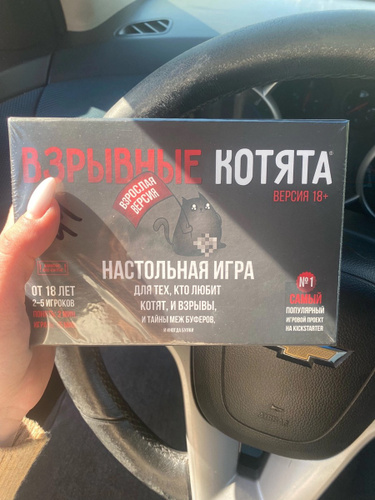 ВЗРЫВНЫЕ КОТЯТА
ВЕРСИЯ 18+
ВЗРОСЛАЯ
ВЕРСИЯ
НАСТОЛЬНАЯ ИГРА
ДЛЯ ТЕХ, КТО ЛЮБИТ
КОТЯТ, И ВЗРЫВЫ,
И ТАЙНЫ МЕЖ БУФЕРОВ,
ОТ 18 ЛЕТ
2-5 ИГРОКОВ
№1
САМЫЙ
ПОПУЛЯРНЫЙ
ИГРОВОЙ ПРОЕКТ
НА KICKSTARTER